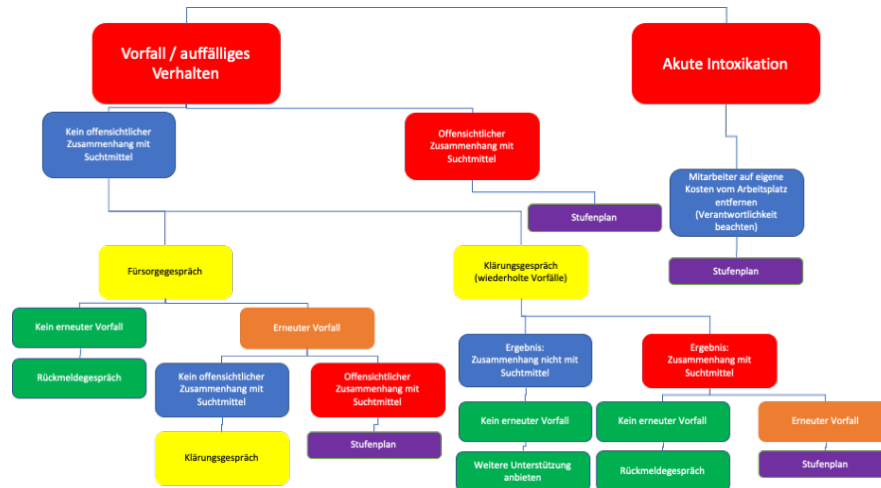 Vorfall / auffälliges
Verhalten
Akute Intoxikation
Kein offensichtlicher
Zusammenhang mit
Suchtmittel
Offensichtlicher
Zusammenhang mit
Suchtmittel
Mitarbeiter auf eigene
Kosten vom Arbeitsplatz
entfernen
(Verantwortlichkeit
beachten)
Stufenplan
Stufenplan
Fürsorgegespräch
Klärungsgespräch
(wiederholte Vorfälle)
Kein erneuter Vorfall
Erneuter Vorfall
Ergebnis:
Zusammenhang nicht mit
Suchtmittel
Ergebnis:
Zusammenhang mit
Suchtmittel
Rückmeldegespräch
Kein offensichtlicher
Zusammenhang mit
Suchtmittel
Offensichtlicher
Zusammenhang mit
Suchtmittel
Kein erneuter Vorfall
Kein erneuter Vorfall
Erneuter Vorfall
Klärungsgespräch
Stufenplan
Weitere Unterstützung
anbieten
Rückmeldegespräch
Stufenplan